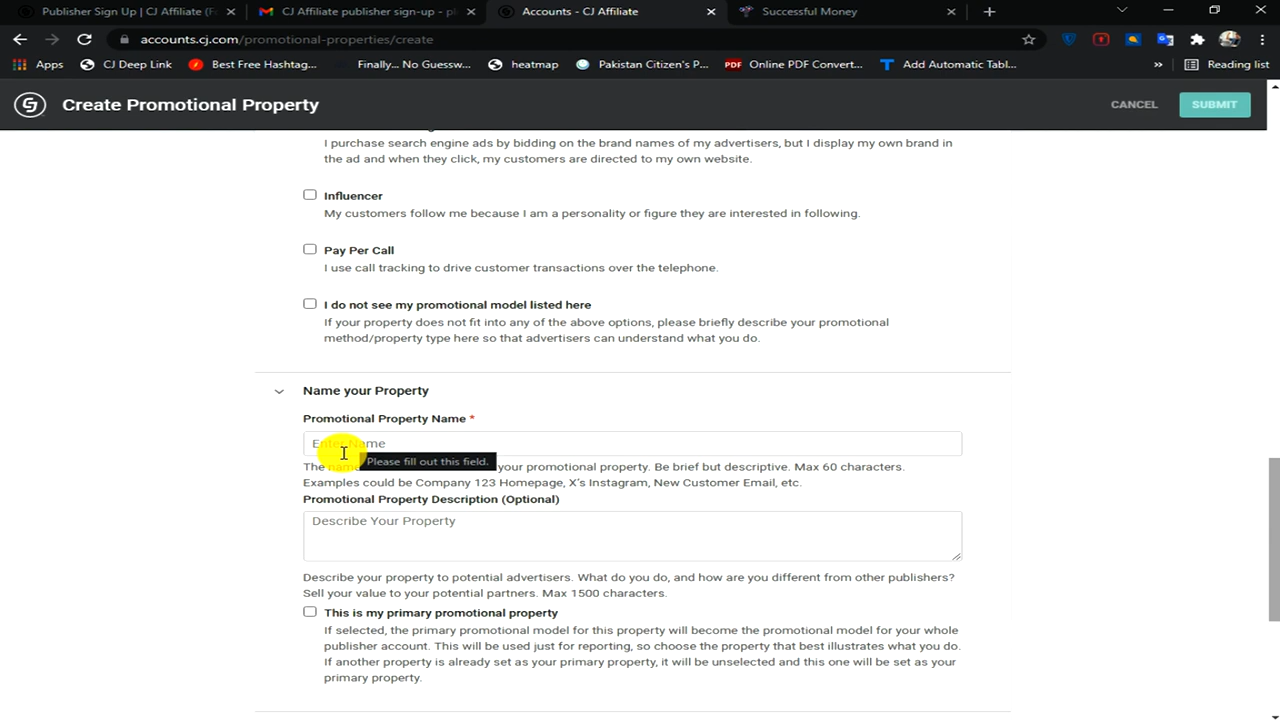 Publisher Sign Up | CJ Affiliate (F
CJ Affiliate publisher sign-up - p
Accounts - CJ Affiliate
Successful Money
accounts.cj.com/promotional-properties/create
Apps
CJ Deep Link
Best Free Hashtag...
Finally... No Guessw...
heatmap
Pakistan Citizen's P...
PDF Online PDF Convert...
T Add Automatic Tabl...
»
Reading list
Create Promotional Property
CANCEL
SUBMIT
I purchase search engine ads by bidding on the brand names of my advertisers, but I display my own brand in
the ad and when they click, my customers are directed to my own website.
Influencer
My customers follow me because I am a personality or figure they are interested in following.
Pay Per Call
I use call tracking to drive customer transactions over the telephone.
I do not see my promotional model listed here
If your property does not fit into any of the above options, please briefly describe your promotional
method/property type here so that advertisers can understand what you do.
Name your Property
Promotional Property Name *
Enter Name
Please fill out this field.
The name your promotional property. Be brief but descriptive. Max 60 characters.
Examples could be Company 123 Homepage, X's Instagram, New Customer Email, etc.
Promotional Property Description (Optional)
Describe Your Property
Describe your property to potential advertisers. What do you do, and how are you different from other publishers?
Sell your value to your potential partners. Max 1500 characters.
This is my primary promotional property
If selected, the primary promotional model for this property will become the promotional model for your whole
publisher account. This will be used just for reporting, so choose the property that best illustrates what you do.
If another property is already set as your primary property, it will be unselected and this one will be set as your
primary property.